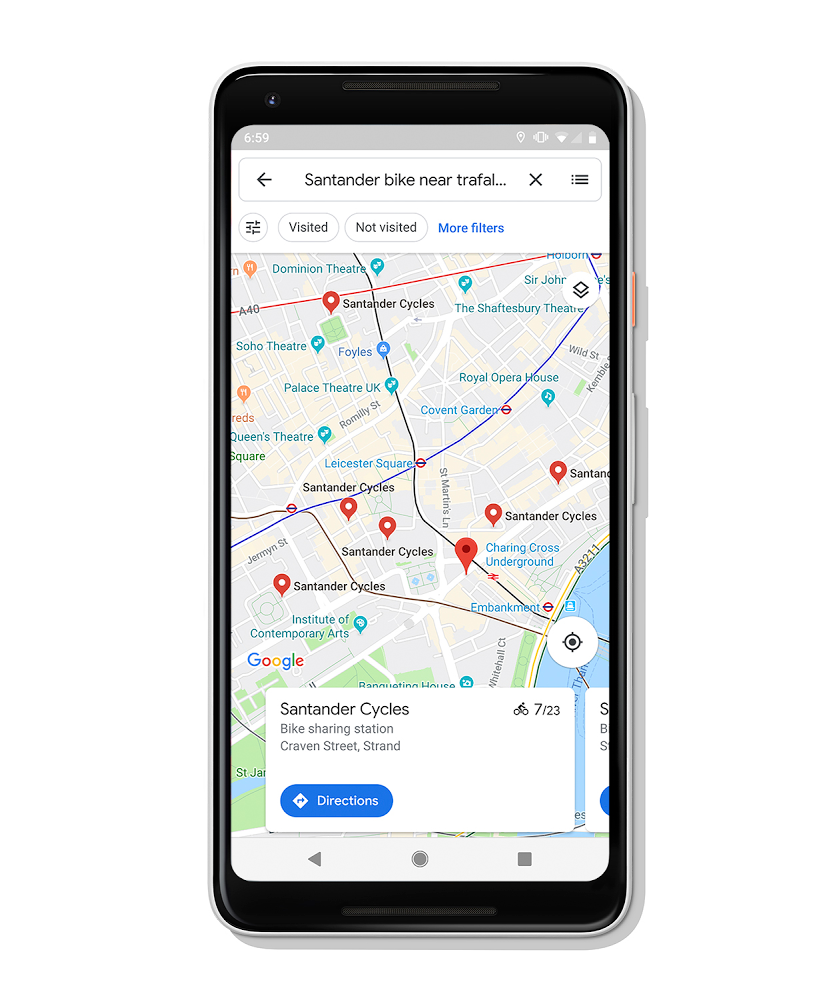 6:59
Santander bike near trafal...
Visited
Not visited
More filters
Holborn
Dominion Theatre
A40
Santander Cycles
The Shaftesbury Theatre
Soho Theatre
Foyles
Wild St
Kemble
Palace Theatre UK
Royal Opera House
Romilly St
Covent Garden
reds
Queen's Theatre
Square
Leicester Square
St Martin's Ln
Santander Cycles
Santan
Santander Cycles
Santander Cycles
Jermyn St
Charing Cross
Underground
A3211
Santander Cycles
Embankment
Institute of
Contemporary Arts
Whitehall Ct
Google
Banqueting House
Santander Cycles
7/23
Bike sharing station
Craven Street, Strand
St Jar
Directions
S
B
S